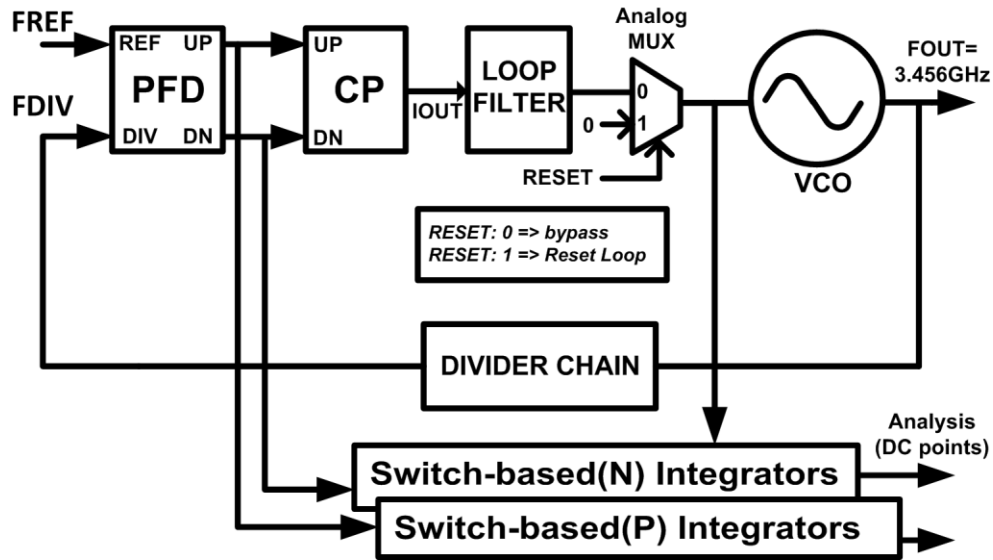 FREF
FDIV
REF UP
PFD
DIV DN
UP
CP
DN
IOUT
LOOP
FILTER
Analog
MUX
0
0
1
RESET
VCO
FOUT=
3.456GHz
RESET: 0 => bypass
RESET: 1 => Reset Loop
DIVIDER CHAIN
Analysis
(DC points)
Switch-based(N) Integrators
Switch-based(P) Integrators